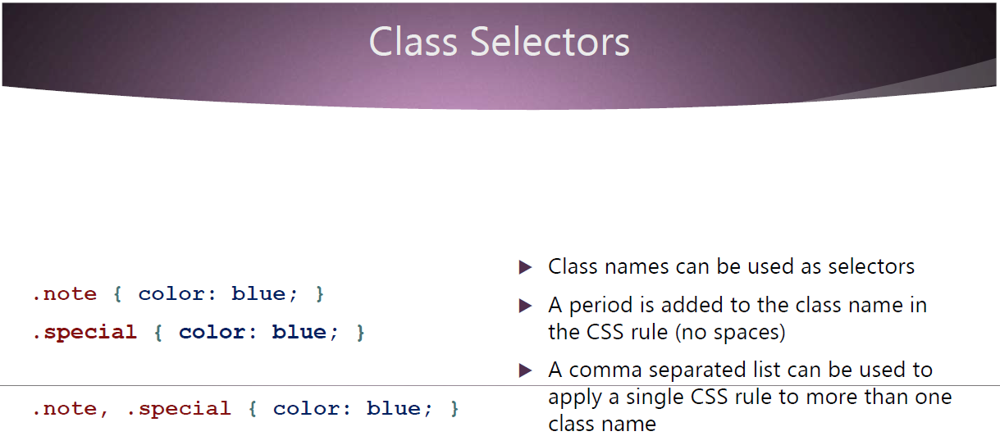 Class Selectors
.note { color: blue; }
.special { color: blue; }
.note, .special { color: blue; }
Class names can be used as selectors
A period is added to the class name in
the CSS rule (no spaces)
A comma separated list can be used to
apply a single CSS rule to more than one
class name